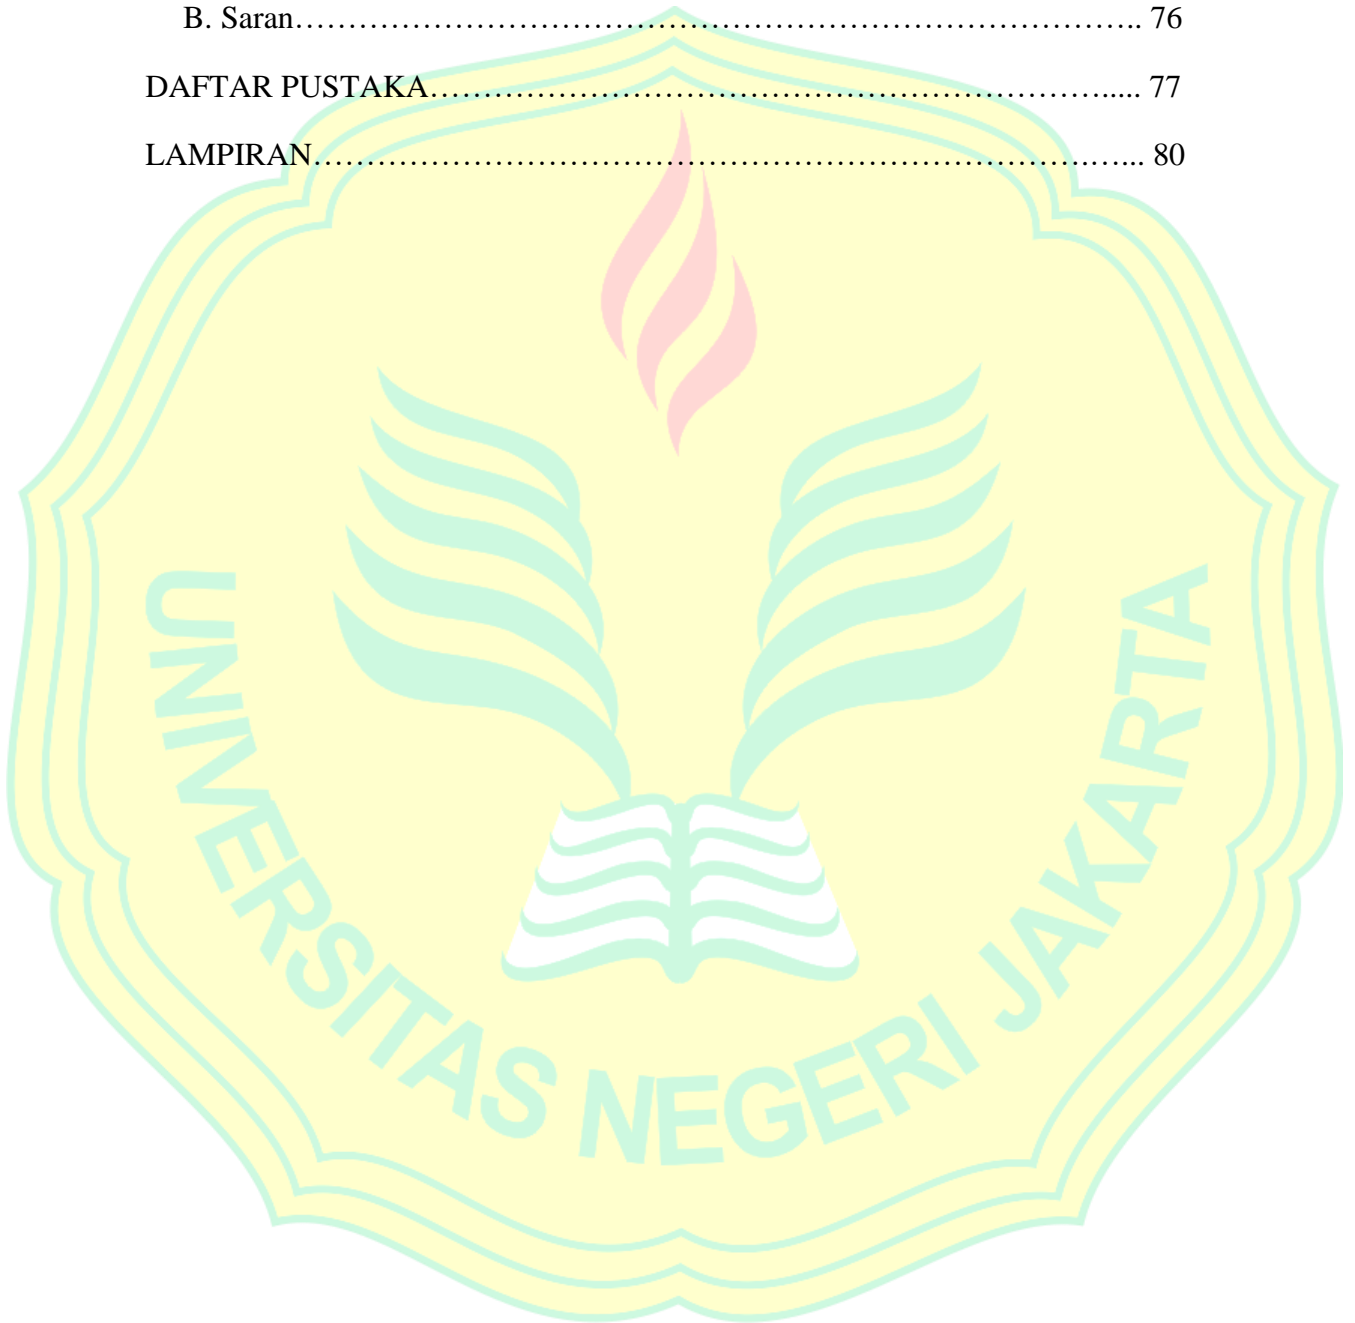 B. Saran…………………………………………………………………………….. 76
DAFTAR PUSTAKA……………………………………………………………..... 77
LAMPIRAN…………………………………………………………………………... 80
UNIVERSITAS NEGERI JAKARTA